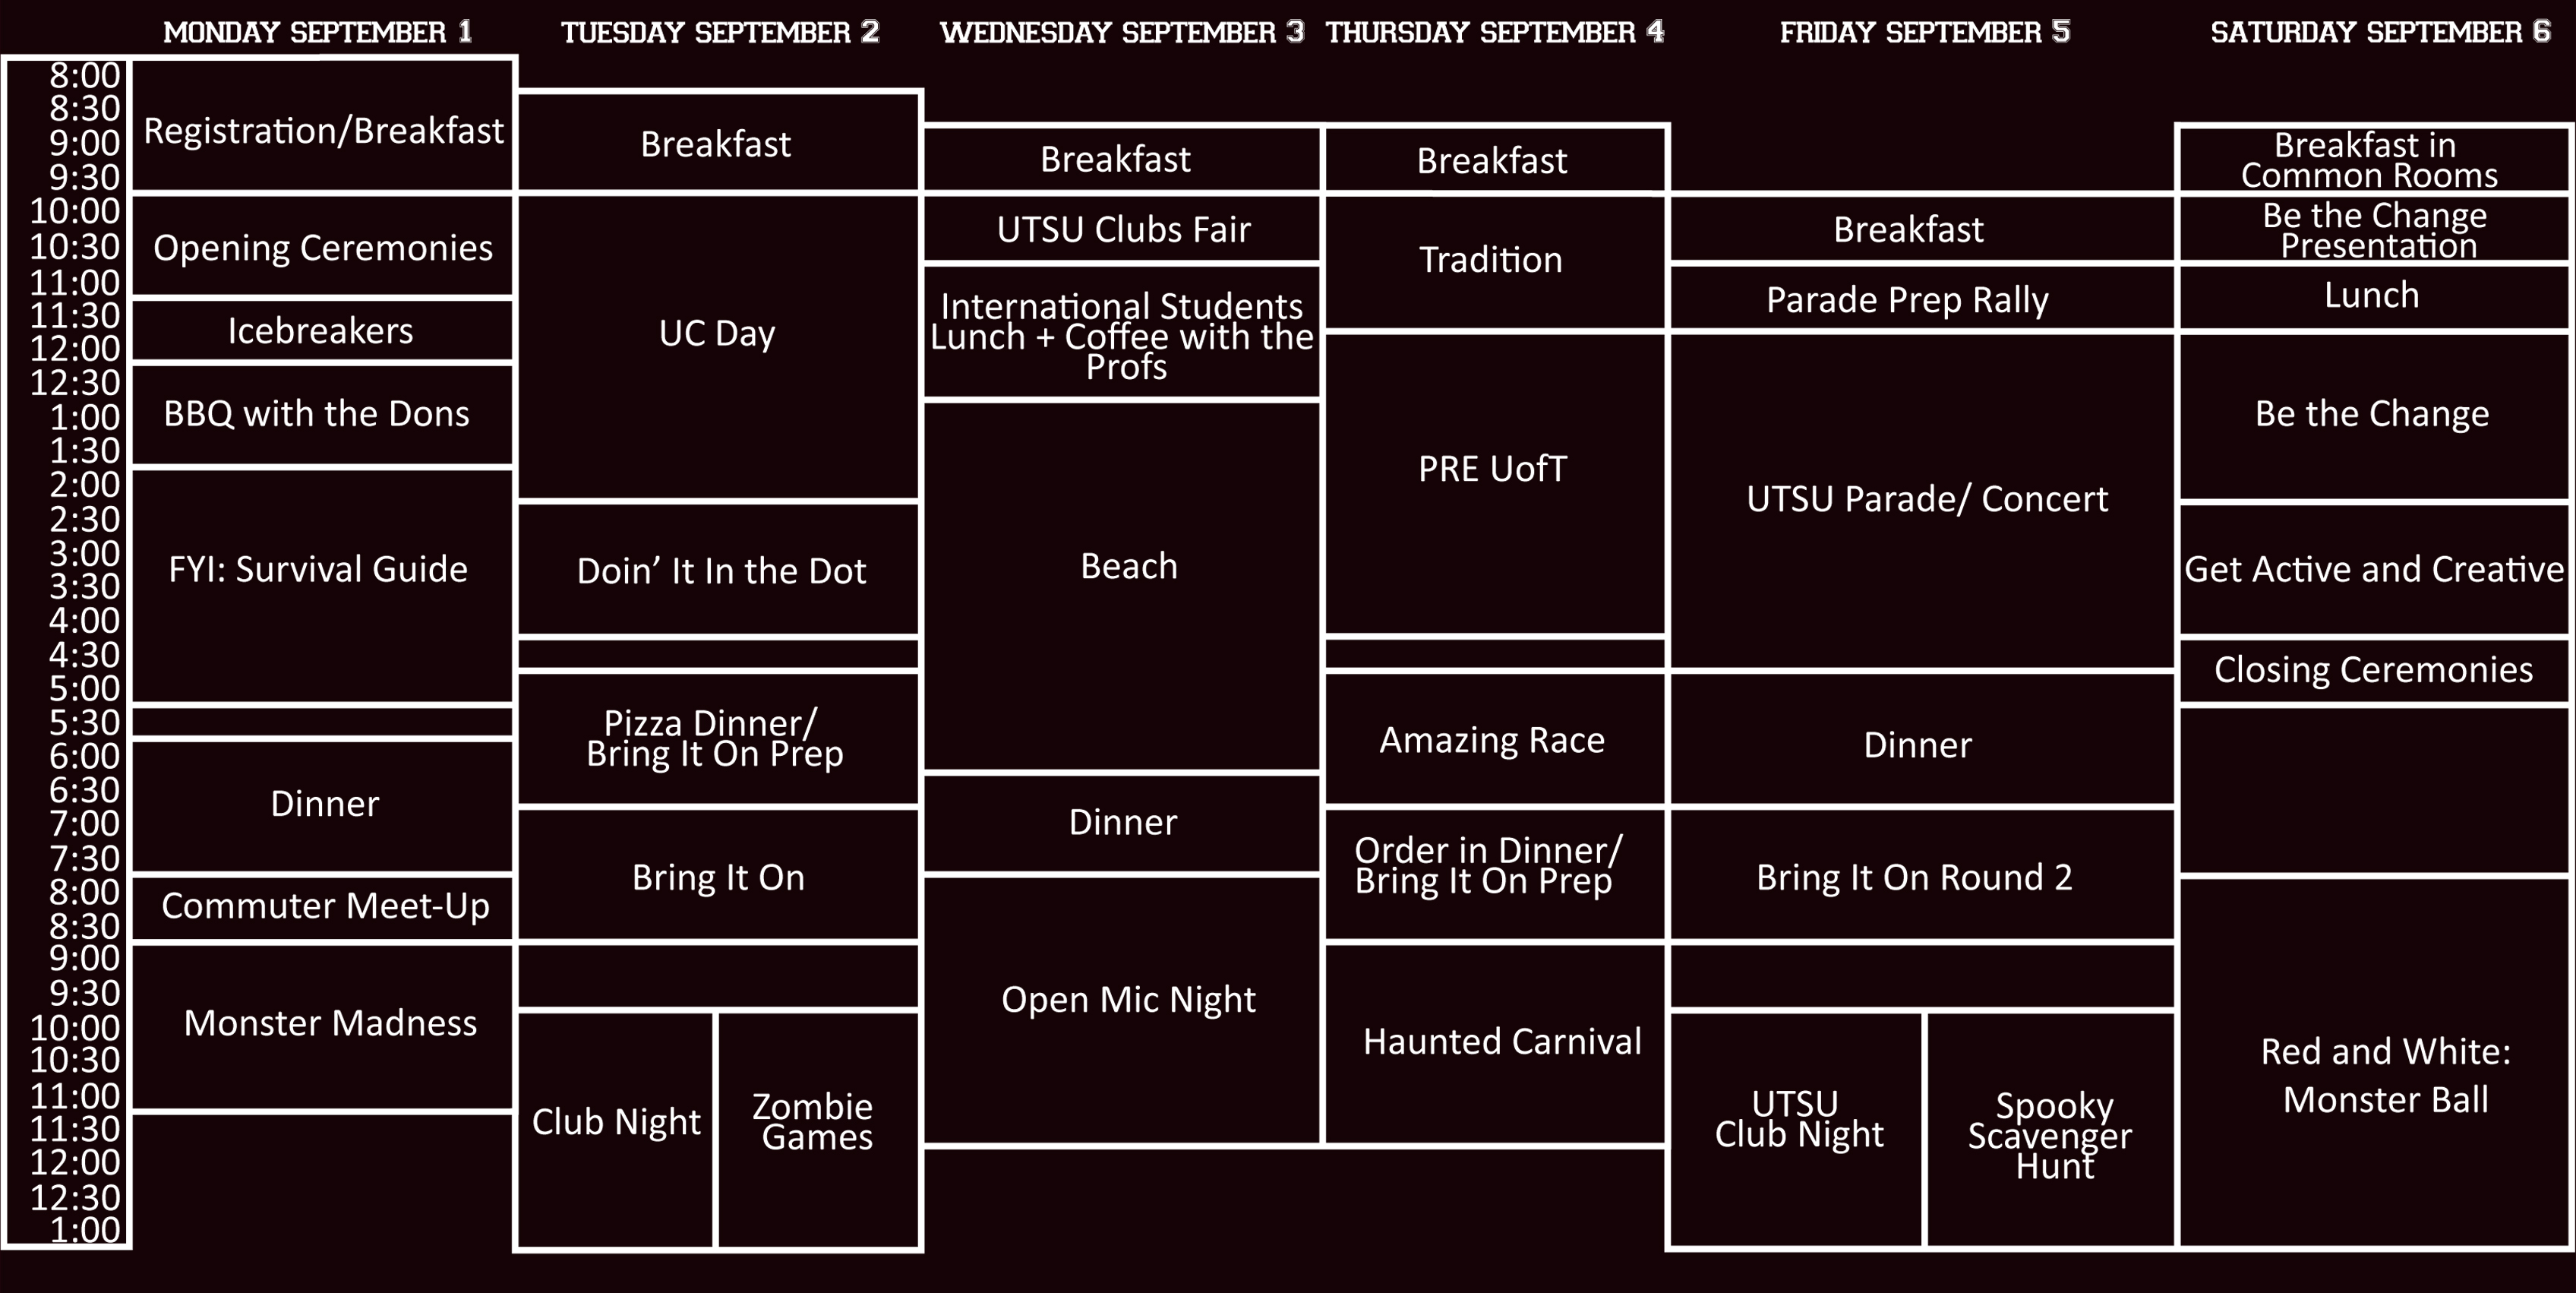 MONDAY SEPTEMBER 1
TUESDAY SEPTEMBER 2
WEDNESDAY SEPTEMBER 3
THURSDAY SEPTEMBER 4
FRIDAY SEPTEMBER 5
SATURDAY SEPTEMBER 6
8:00
8:30
9:00
9:30
10:00
10:30
11:00
11:30
12:00
12:30
1:00
1:30
2:00
2:30
3:00
3:30
4:00
4:30
5:00
5:30
6:00
6:30
7:00
7:30
8:00
8:30
9:00
9:30
10:00
10:30
11:00
11:30
12:00
12:30
1:00
Registration/Breakfast
Opening Ceremonies
Icebreakers
BBQ with the Dons
FYI: Survival Guide
Dinner
Commuter Meet-Up
Monster Madness
Breakfast
UC Day
Doin’ It In the Dot
Pizza Dinner/
Bring It On Prep
Bring It On
Club Night
Zombie
Games
Breakfast
UTSU Clubs Fair
International Students
Lunch + Coffee with the
Profs
Beach
Dinner
Open Mic Night
Breakfast
Tradition
PRE UofT
Amazing Race
Order in Dinner/
Bring It On Prep
Haunted Carnival
Breakfast
Parade Prep Rally
UTSU Parade/ Concert
Dinner
Bring It On Round 2
UTSU
Club Night
Spooky
Scavenger
Hunt
Breakfast in
Common Rooms
Be the Change
Presentation
Lunch
Be the Change
Get Active and Creative
Closing Ceremonies
Red and White:
Monster Ball